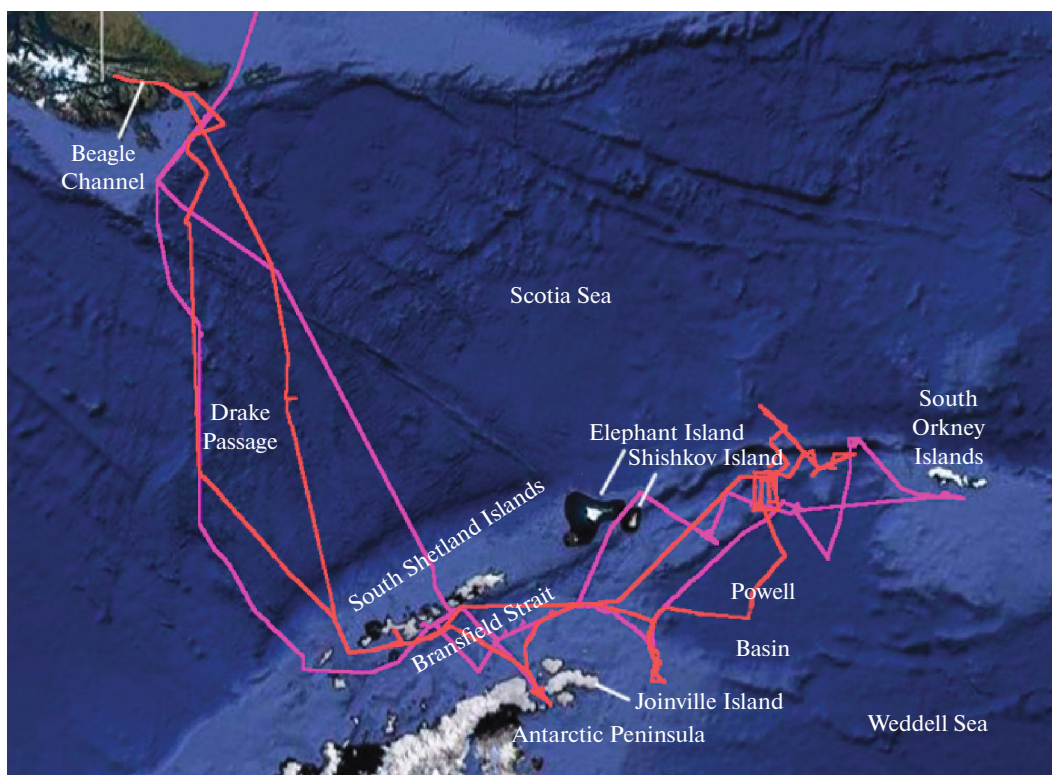 Beagle
Channel
Scotia Sea
Drake
Passage
South
Orkney
Islands
Elephant Island
Shishkov Island
South Shetland Islands
Bransfield Strait
Powell
Basin
Joinville Island
Weddell Sea
Antarctic Peninsula